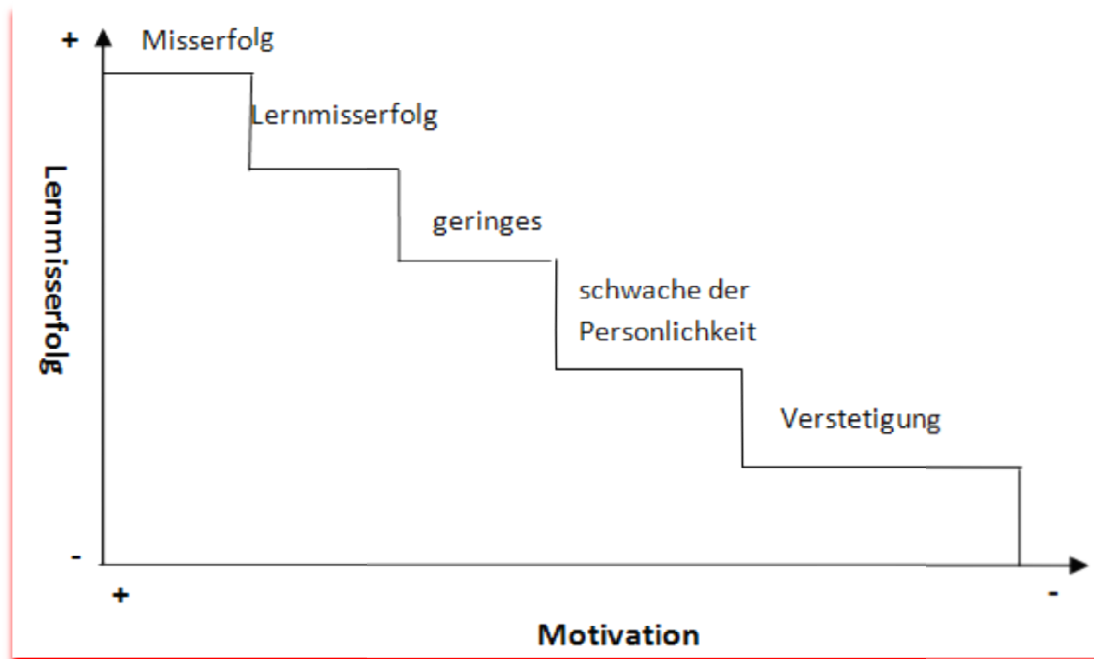 +
Misserfolg
Lernmisserfolg
Lernmisserfolg
geringes
schwache der
Personlichkeit
Verstetigung
-
+
-
Motivation